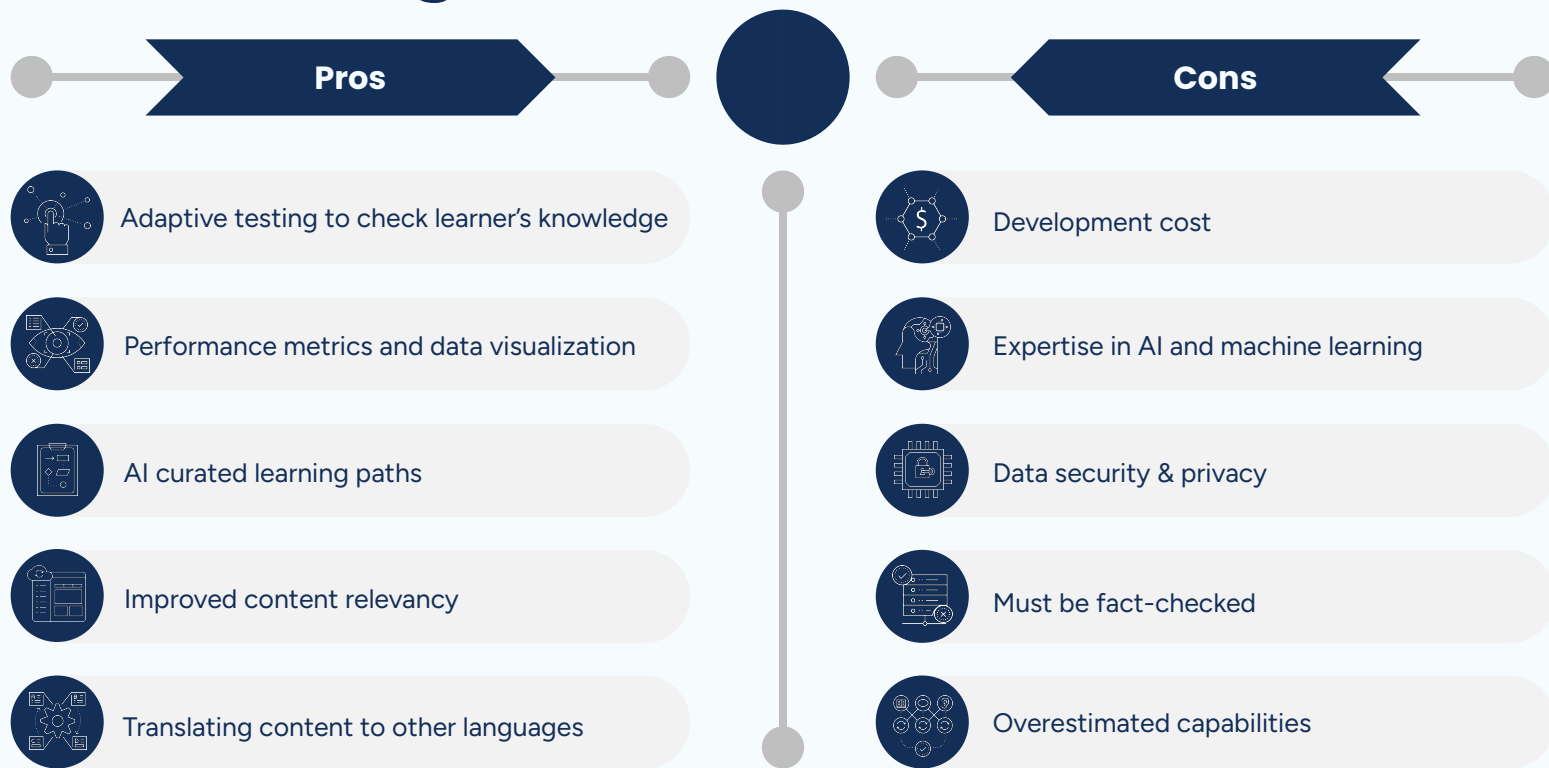 Pros
Cons
Adaptive testing to check learner’s knowledge
Performance metrics and data visualization
AI curated learning paths
Improved content relevancy
Translating content to other languages
$
Development cost
Expertise in AI and machine learning
Data security & privacy
Must be fact-checked
Overestimated capabilities